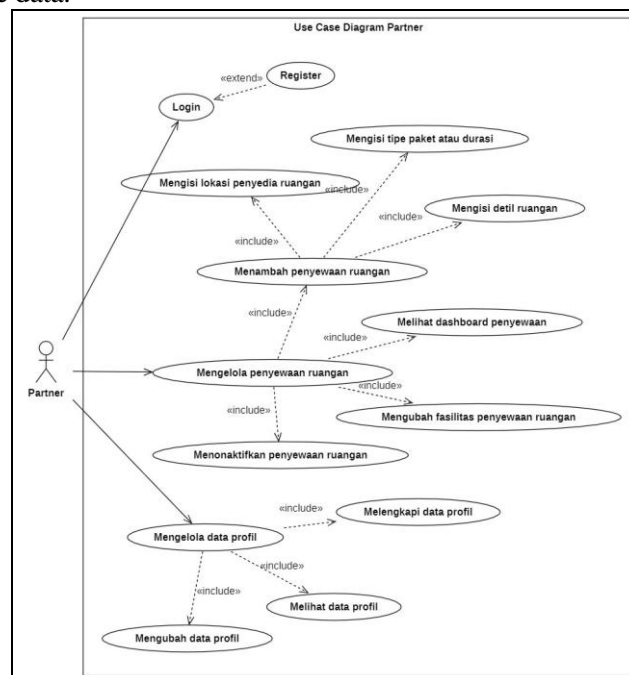 Use Case Diagram Partner
«extend»
Register
Login
Mengisi tipe paket atau durasi
Mengisi lokasi penyedia ruangan
«include»
Mengisi detil ruangan
«include»
«include»
Menambah penyewaan ruangan
«include»
Melihat dashboard penyewaan
«include»
Partner
Mengelola penyewaan ruangan
«include»
«include»
Mengubah fasilitas penyewaan ruangan
Menonaktifkan penyewaan ruangan
«include»
Melengkapi data profil
Mengelola data profil
«include»
«include»
Melihat data profil
Mengubah data profil